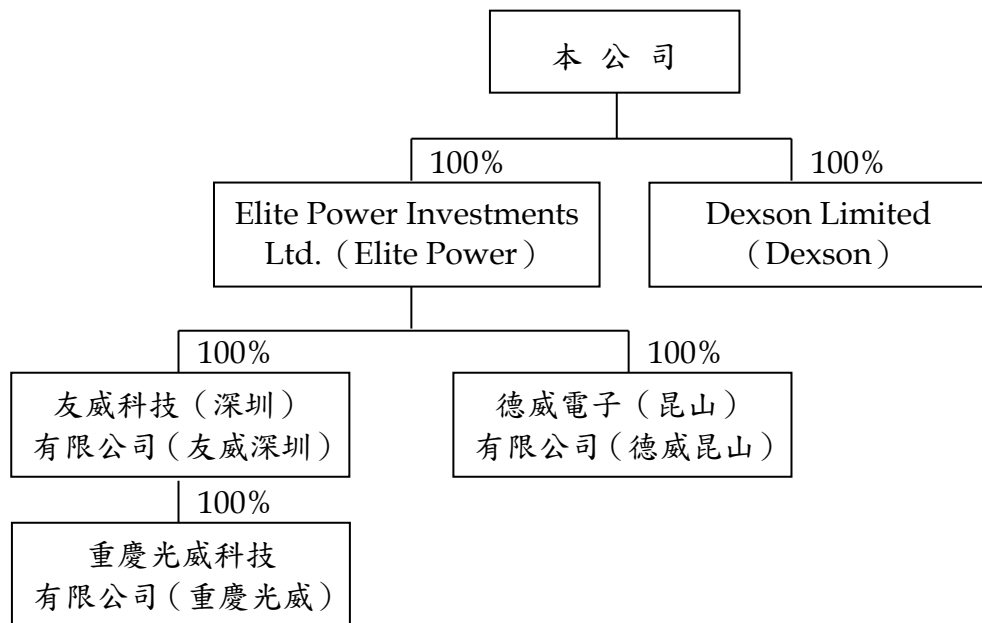 本 公 司
100%
100%
Elite Power Investments
Ltd.（Elite Power）
Dexson Limited
（Dexson）
100%
100%
友威科技（深圳）
有限公司（友威深圳）
德威電子（昆山）
有限公司（德威昆山）
100%
重慶光威科技
有限公司（重慶光威）